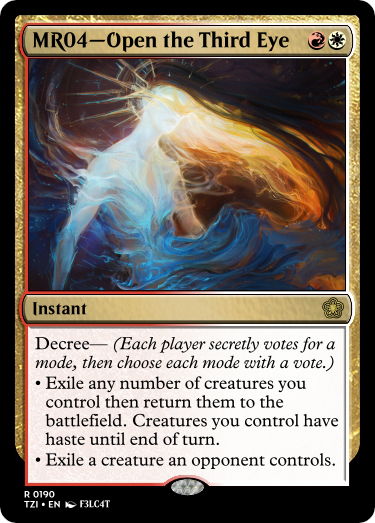 MR04—Open the Third Eye
Instant
Decree— (Each player secretly votes for a
mode, then choose each mode with a vote.)
• Exile any number of creatures you
control then return them to the
battlefield. Creatures you control have
haste until end of turn.
• Exile a creature an opponent controls.
R 0190
TZI • EN F3LC4T